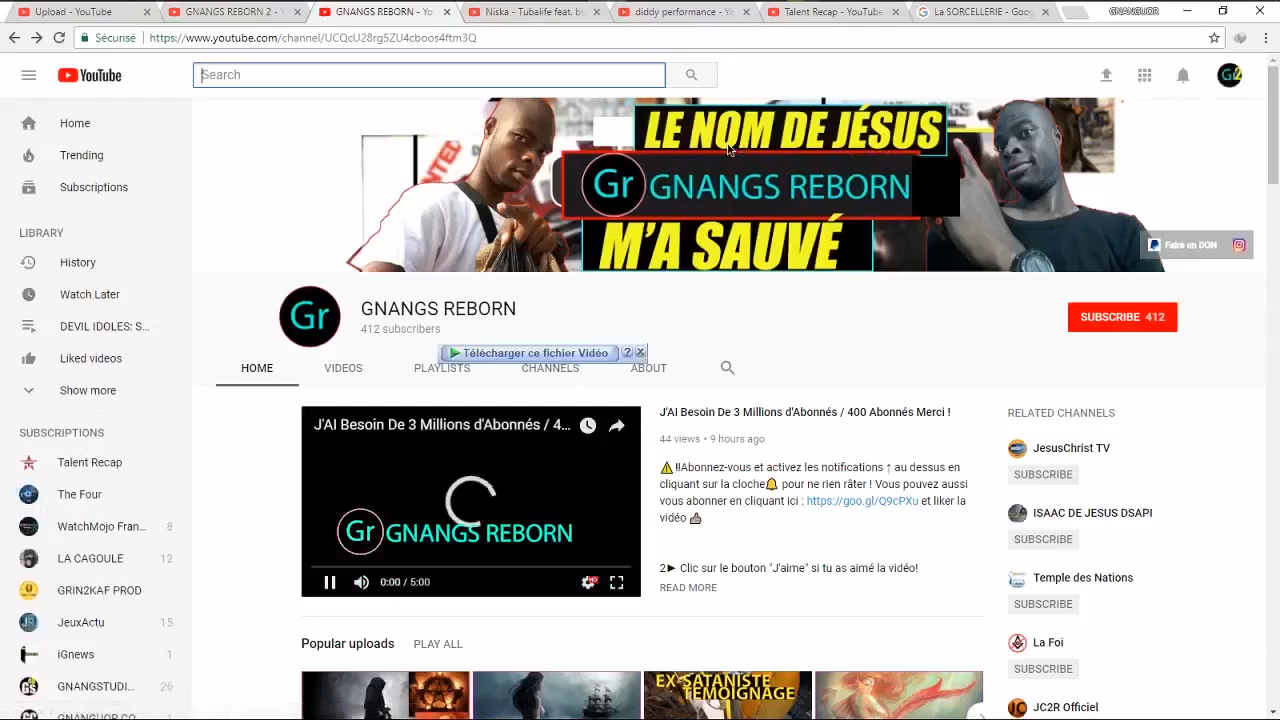 Upload - YouTube
GNANGS REBORN 2 -
GNANGS REBORN - Yo
Niska - Tubalife feat. b
diddy performance - Y
Talent Recap - YouTube
La SORCELLERIE - Goog
GNANGUOR
Sécurisé https://www.youtube.com/channel/UCQcU28rgSZU4cboos4ftm3Q
YouTube
Search
Gr2
Home
Trending
Subscriptions
LIBRARY
History
Watch Later
DEVIL IDOLES: S...
Liked videos
Show more
SUBSCRIPTIONS
Talent Recap
The Four
WatchMojo Fran... 8
LA CAGOULE 12
GRIN2KAF PROD
JeuxActu 15
iGnews 1
GNANGSTUDI... 26
GNANGUOR CO
LE NOM DE JÉSUS
Gr GNANGS REBORN
M'A SAUVÉ
Faire un DON
Gr
GNANGS REBORN
412 subscribers
SUBSCRIBE 412
Télécharger ce fichier Vidéo ?
HOME VIDEOS PLAYLISTS CHANNELS ABOUT
J'AI Besoin De 3 Millions d'Abonnés / 4...
Gr GNANGS REBORN
0:00 / 5:00
HD
J'AI Besoin De 3 Millions d'Abonnés / 400 Abonnés Merci !
44 views • 9 hours ago
⚠️‼Abonnez-vous et activez les notifications ↑ au dessus en
cliquant sur la cloche🔔 pour ne rien râter ! Vous pouvez aussi
vous abonner en cliquant ici : https://goo.gl/Q9cPXu et liker la
vidéo 👍
2► Clic sur le bouton "J'aime" si tu as aimé la vidéo!
READ MORE
Popular uploads PLAY ALL
EX-SATANISTE
TÉMOIGNAGE
RELATED CHANNELS
JesusChrist TV
SUBSCRIBE
ISAAC DE JESUS DSAPI
SUBSCRIBE
Temple des Nations
SUBSCRIBE
La Foi
SUBSCRIBE
JC2R Officiel